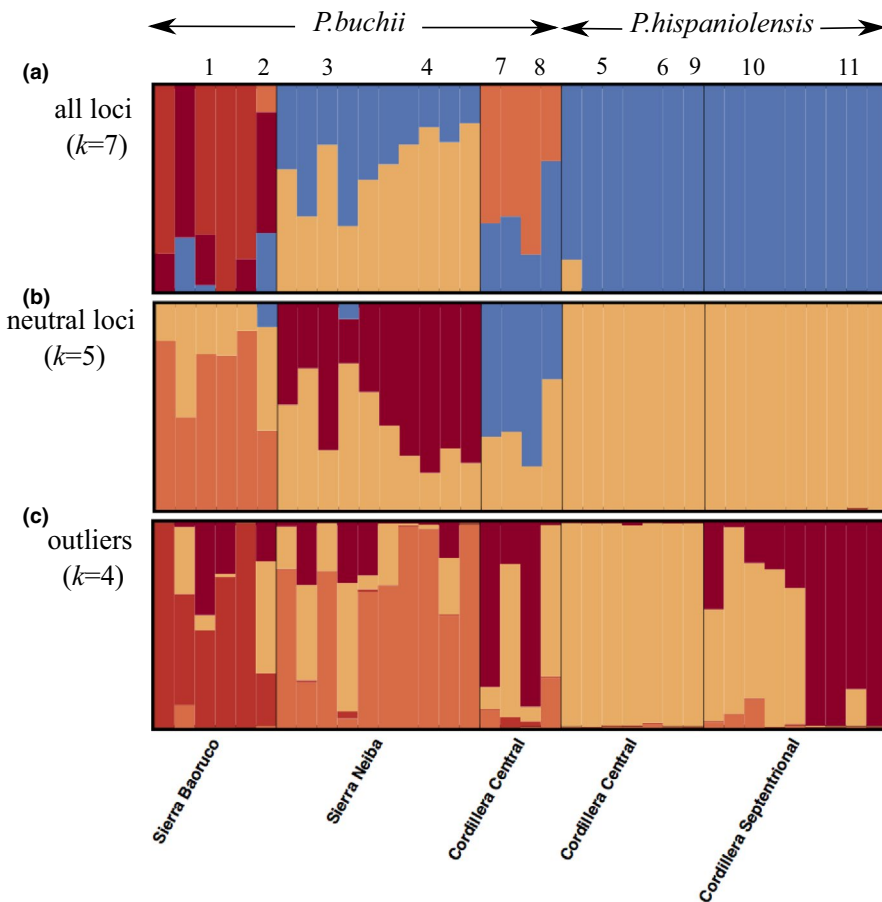 P.buchii P.hispaniolensis
(a) 1 2 3 4 7 8 5 6 9 10 11
all loci
(k=7)
(b)
neutral loci
(k=5)
(c)
outliers
(k=4)
Sierra Baoruco
Sierra Neiba
Cordillera Central
Cordillera Central
Cordillera Septentrional